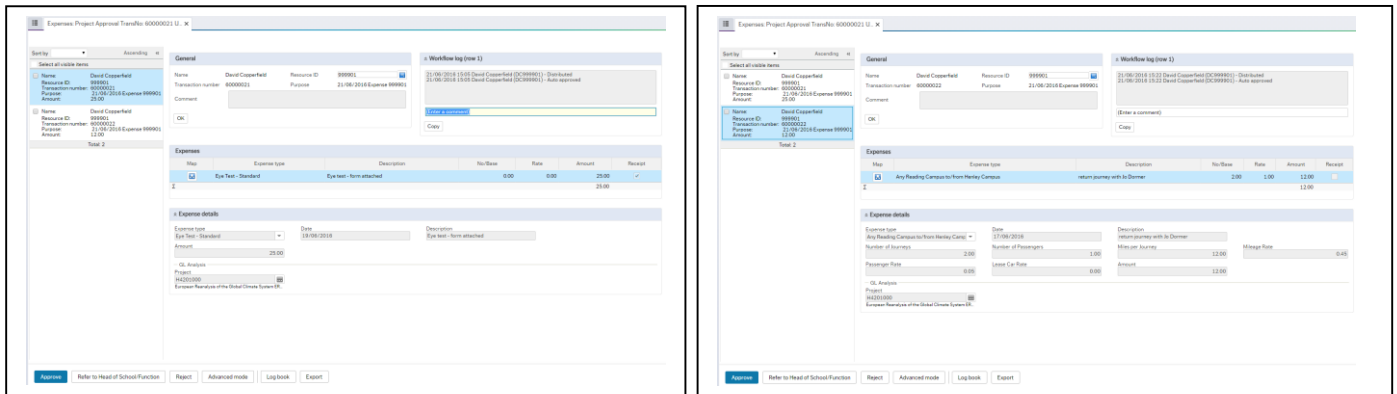 Expenses: Project Approval TransNo: 60000021 U.. ×
Sort by Ascending «
Select all visible items
Name David Copperfield
Resource ID: 999901
Transaction number: 60000021
Purpose: 21/06/2016 Expense 999901
Amount: 25.00
Name: David Copperfield
Resource ID: 999901
Transaction number: 60000022
Purpose: 21/06/2016 Expense 999901
Amount: 12.00
Total: 2
General
Name David Copperfield Resource ID 999901
Transaction number 60000021 Purpose 21/06/2016 Expense 999901
Comment
OK
Workflow log (row 1)
21/06/2016 15:05 David Copperfield (DC999901) - Distributed
21/06/2016 15:05 David Copperfield (DC999901) - Auto approved
(Enter a comment)
Copy
Expenses
Map Expense type Description No/Base Rate Amount Receipt
Eye Test - Standard Eye test - form attached 0.00 0.00 25.00
Σ 25.00
Expense details
Expense type Date Description
Eye Test - Standard 19/06/2016 Eye test - form attached
Amount
25.00
GL Analysis
Project
H4201000
European Reanalysis of the Global Climate System ER..
Approve Refer to Head of School/Function Reject Advanced mode Log book Export
Expenses: Project Approval TransNo: 60000021 U.. ×
Sort by Ascending «
Select all visible items
Name David Copperfield
Resource ID: 999901
Transaction number: 60000021
Purpose: 21/06/2016 Expense 999901
Amount: 25.00
Name: David Copperfield
Resource ID: 999901
Transaction number: 60000022
Purpose: 21/06/2016 Expense 999901
Amount: 12.00
Total: 2
General
Name David Copperfield Resource ID 999901
Transaction number 60000022 Purpose 21/06/2016 Expense 999901
Comment
OK
Workflow log (row 1)
21/06/2016 15:22 David Copperfield (DC999901) - Distributed
21/06/2016 15:22 David Copperfield (DC999901) - Auto approved
(Enter a comment)
Copy
Expenses
Map Expense type Description No/Base Rate Amount Receipt
Any Reading Campus to/from Henley Campus return journey with Jo Dormer 2.00 1.00 12.00
Σ 12.00
Expense details
Expense type Date Description
Any Reading Campus to/from Henley Camp 17/06/2016 return journey with Jo Dormer
Number of Journeys Number of Passengers Miles per Journey Mileage Rate
2.00 1.00 12.00 0.45
Passenger Rate Lease Car Rate Amount
0.05 0.00 12.00
GL Analysis
Project
H4201000
European Reanalysis of the Global Climate System ER..
Approve Refer to Head of School/Function Reject Advanced mode Log book Export